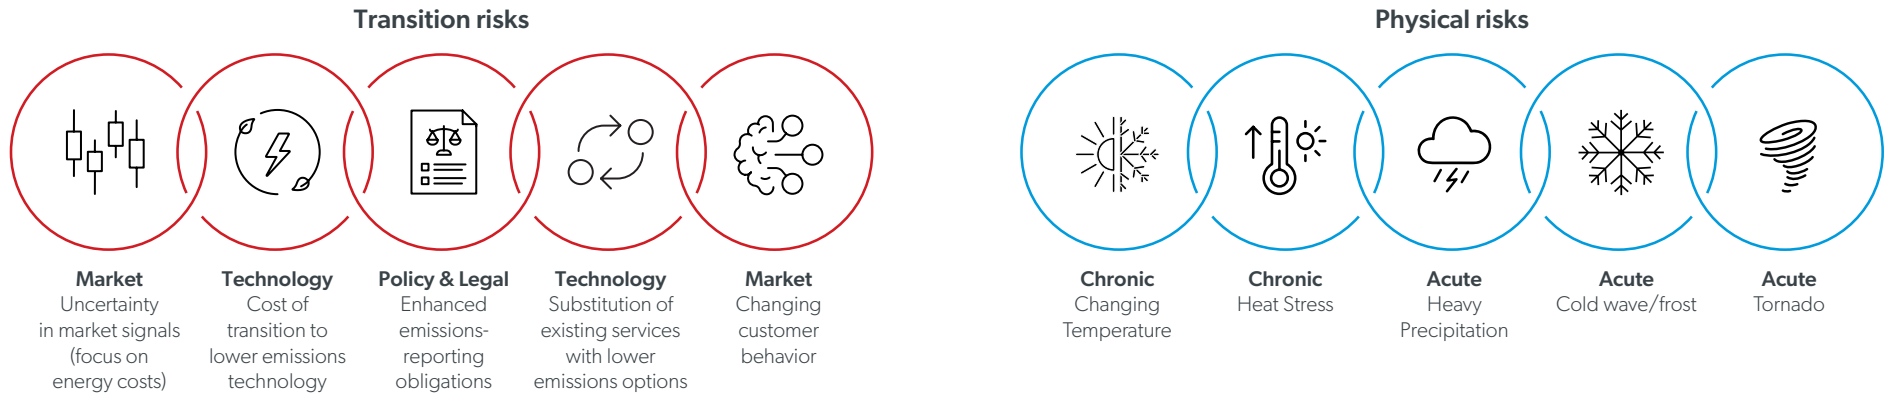 Transition risks
Market
Uncertainty
in market signals
(focus on
energy costs)
Technology
Cost of
transition to
lower emissions
technology
Policy & Legal
Enhanced
emissions-
reporting
obligations
Technology
Substitution of
existing services
with lower
emissions options
Market
Changing
customer
behavior
Physical risks
Chronic
Changing
Temperature
Chronic
Heat Stress
Acute
Heavy
Precipitation
Acute
Cold wave/frost
Acute
Tornado